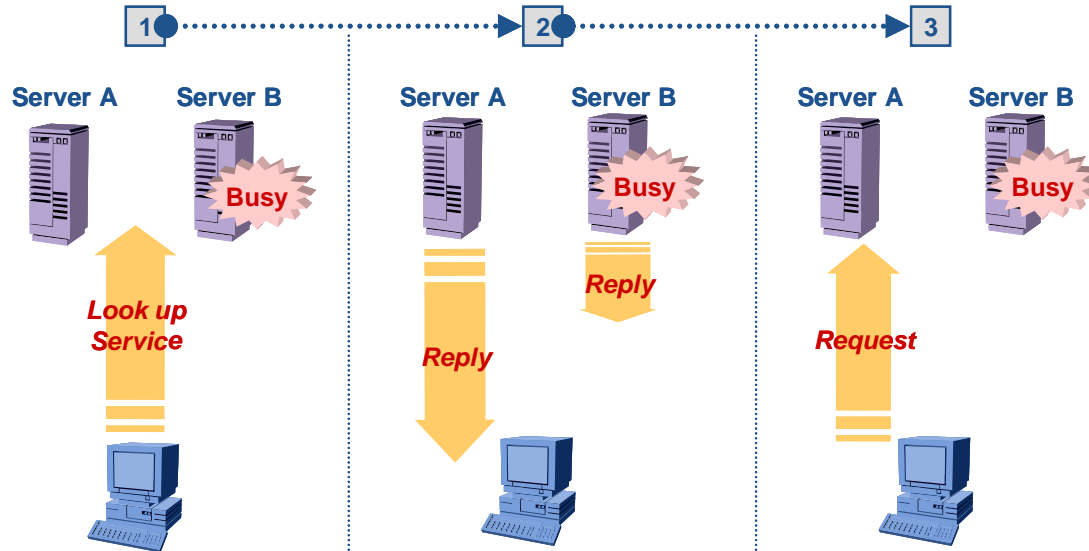 1
2
3
Server A
Server B
Server A
Server B
Server A
Server B
Busy
Busy
Busy
Look up
Service
Reply
Reply
Request